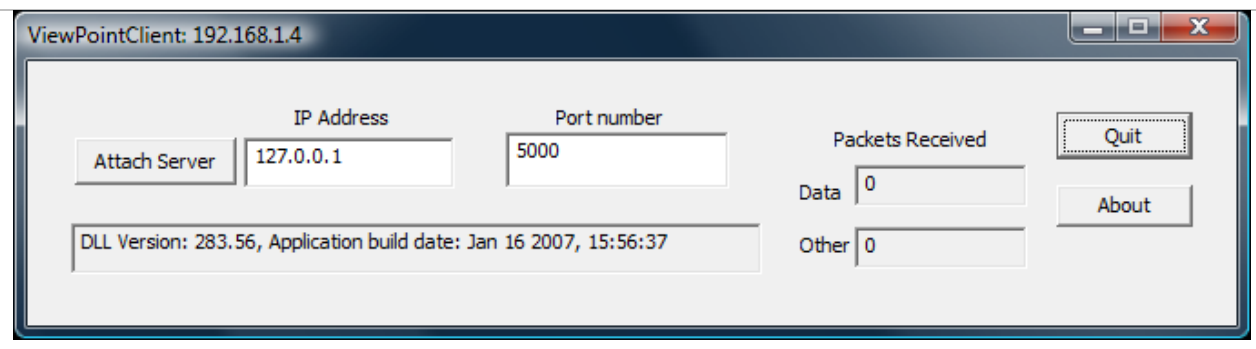 ViewPointClient: 192.168.1.4
IP Address
Port number
Attach Server
127.0.0.1
5000
Packets Received
Quit
Data
0
About
DLL Version: 283.56, Application build date: Jan 16 2007, 15:56:37
Other
0